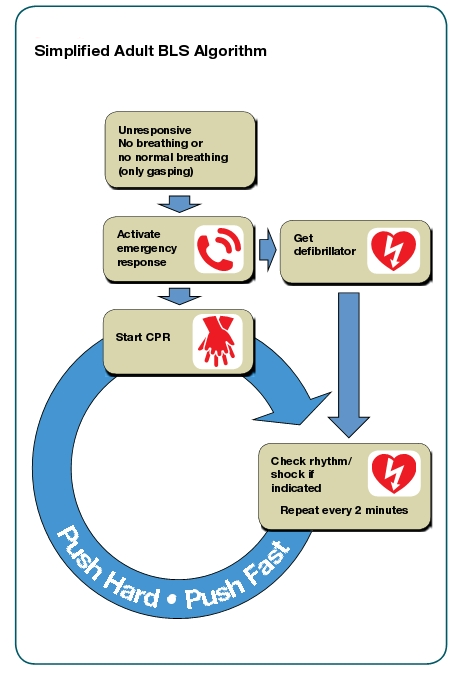 Simplified Adult BLS Algorithm
Unresponsive
No breathing or
no normal breathing
(only gasping)
Activate
emergency
response
Get
defibrillator
Start CPR
Check rhythm/
shock if
indicated
Repeat every 2 minutes
Push Hard • Push Fast